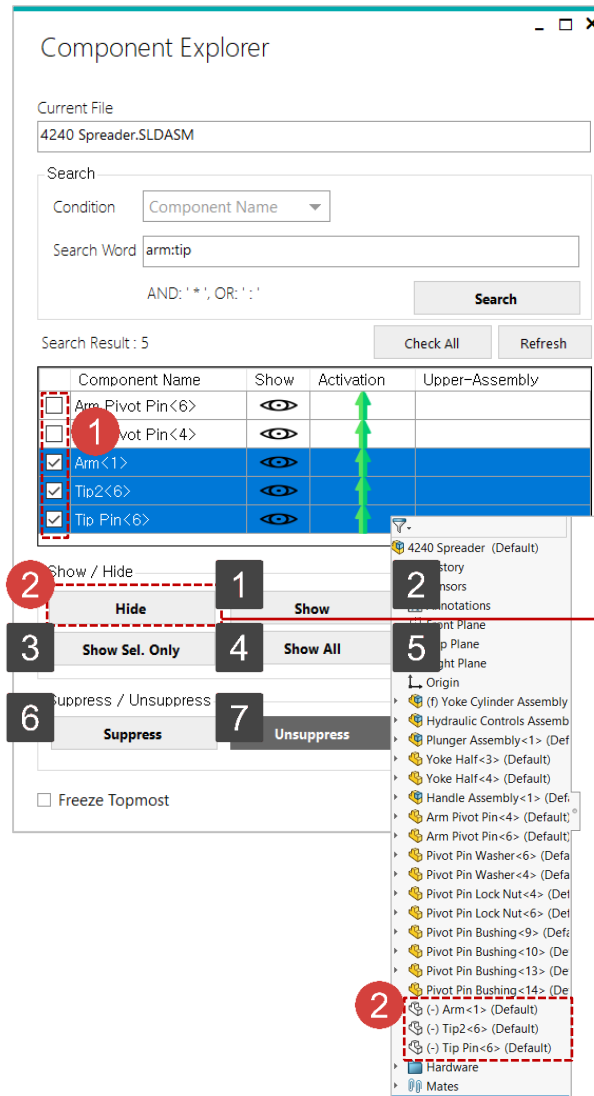 Component Explorer
Current File
4240 Spreader.SLDASM
Search
Condition Component Name
Search Word arm:tip
AND: ' * ', OR: ' : '
Search
Search Result : 5 Check All Refresh
Component Name Show Activation Upper-Assembly
Arm Pivot Pin<6>
1 Pin<4>
Arm<1>
Tip2<6>
Tip Pin<6>
Show / Hide
2 Hide 1 Show 2
3 Show Sel. Only 4 Show All 5
Suppress / Unsuppress
6 Suppress 7 Unsuppress
Freeze Topmost
4240 Spreader (Default)
Plane
Plane
Plane
Origin
(f) Yoke Cylinder Assembly
Hydraulic Controls Assemb
Plunger Assembly<1> (Def
Yoke Half<3> (Default)
Yoke Half<4> (Default)
Handle Assembly<1> (Defa
Arm Pivot Pin<4> (Default)
Arm Pivot Pin<6> (Default)
Pivot Pin Washer<6> (Defa
Pivot Pin Washer<4> (Defa
Pivot Pin Lock Nut<4> (Def
Pivot Pin Lock Nut<6> (Def
Pivot Pin Bushing<9> (Defa
Pivot Pin Bushing<10> (De
Pivot Pin Bushing<13> (De
Pivot Pin Bushing<14> (De
2
(-) Arm<1> (Default)
(-) Tip2<6> (Default)
(-) Tip Pin<6> (Default)
Hardware
Mates